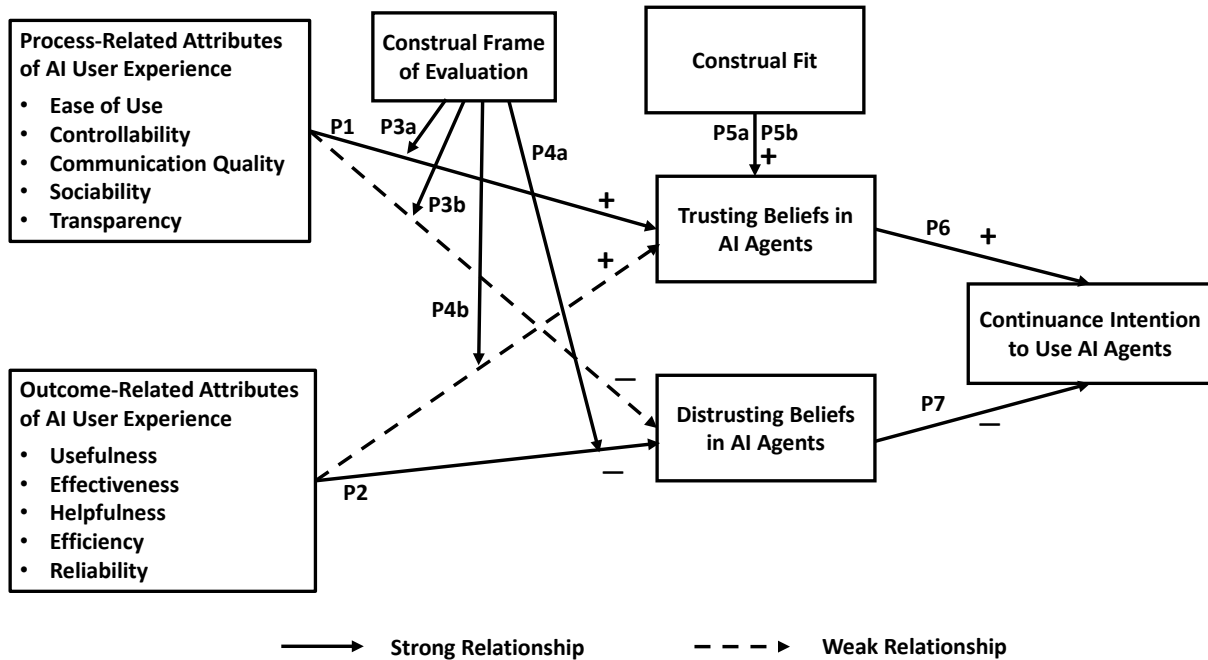 Process-Related Attributes
of AI User Experience
• Ease of Use
• Controllability
• Communication Quality
• Sociability
• Transparency
Construal Frame
of Evaluation
Construal Fit
P1
P3a
P3b
P4a
P4b
P5a
P5b
+
+
+
Trusting Beliefs in
AI Agents
P6
+
Continuance Intention
to Use AI Agents
Outcome-Related Attributes
of AI User Experience
• Usefulness
• Effectiveness
• Helpfulness
• Efficiency
• Reliability
P2
—
—
Distrusting Beliefs
in AI Agents
P7
—
Strong Relationship
Weak Relationship